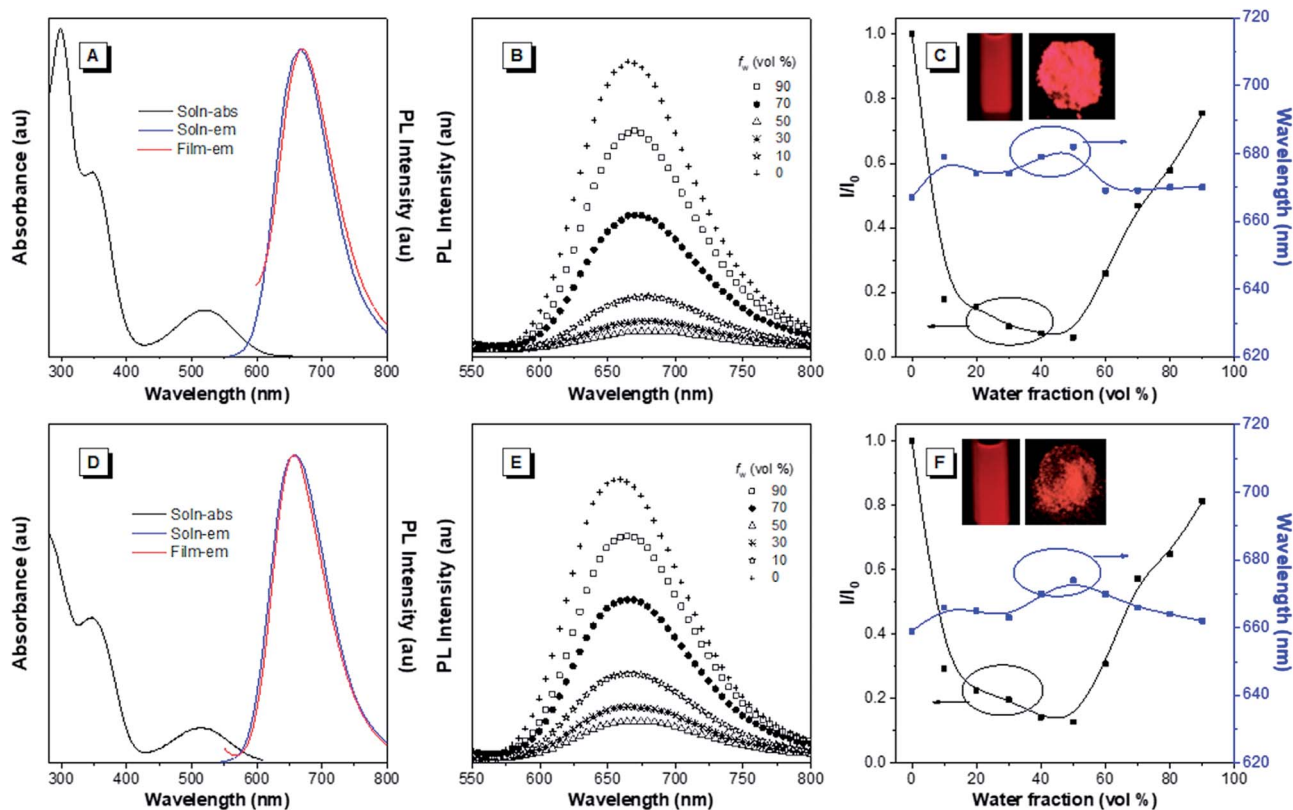 A
Soln-abs
Soln-em
Film-em
Absorbance (au)
PL Intensity (au)
300 400 500 600 700 800
Wavelength (nm)
B
fw (vol %)
90
70
50
30
10
0
PL Intensity (au)
550 600 650 700 750 800
Wavelength (nm)
C
I/I0
1.0
0.8
0.6
0.4
0.2
0.0
720
700
680
660
640
620
Wavelength (nm)
0 20 40 60 80 100
Water fraction (vol %)
D
Soln-abs
Soln-em
Film-em
Absorbance (au)
PL Intensity (au)
300 400 500 600 700 800
Wavelength (nm)
E
fw (vol %)
90
70
50
30
10
0
PL Intensity (au)
550 600 650 700 750 800
Wavelength (nm)
F
I/I0
1.0
0.8
0.6
0.4
0.2
0.0
720
700
680
660
640
620
Wavelength (nm)
0 10 20 30 40 50 60 70 80 90 100
Water fraction (vol %)